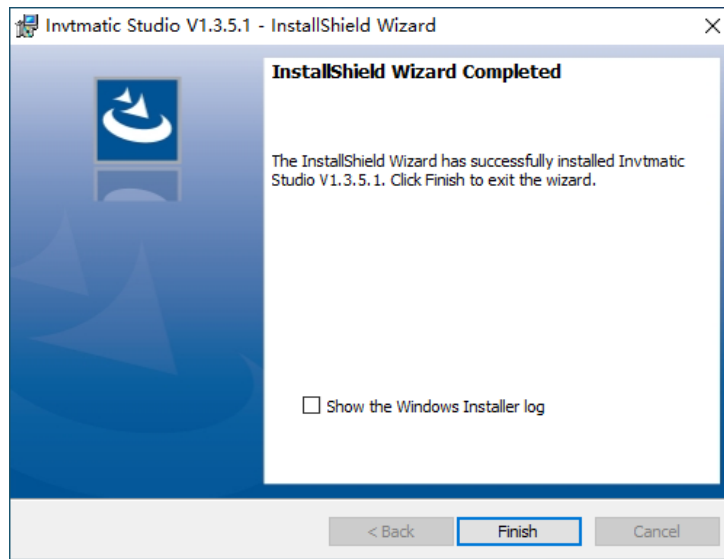 Invtmatic Studio V1.3.5.1 - InstallShield Wizard
InstallShield Wizard Completed
The InstallShield Wizard has successfully installed Invtmatic
Studio V1.3.5.1. Click Finish to exit the wizard.
Show the Windows Installer log
< Back
Finish
Cancel